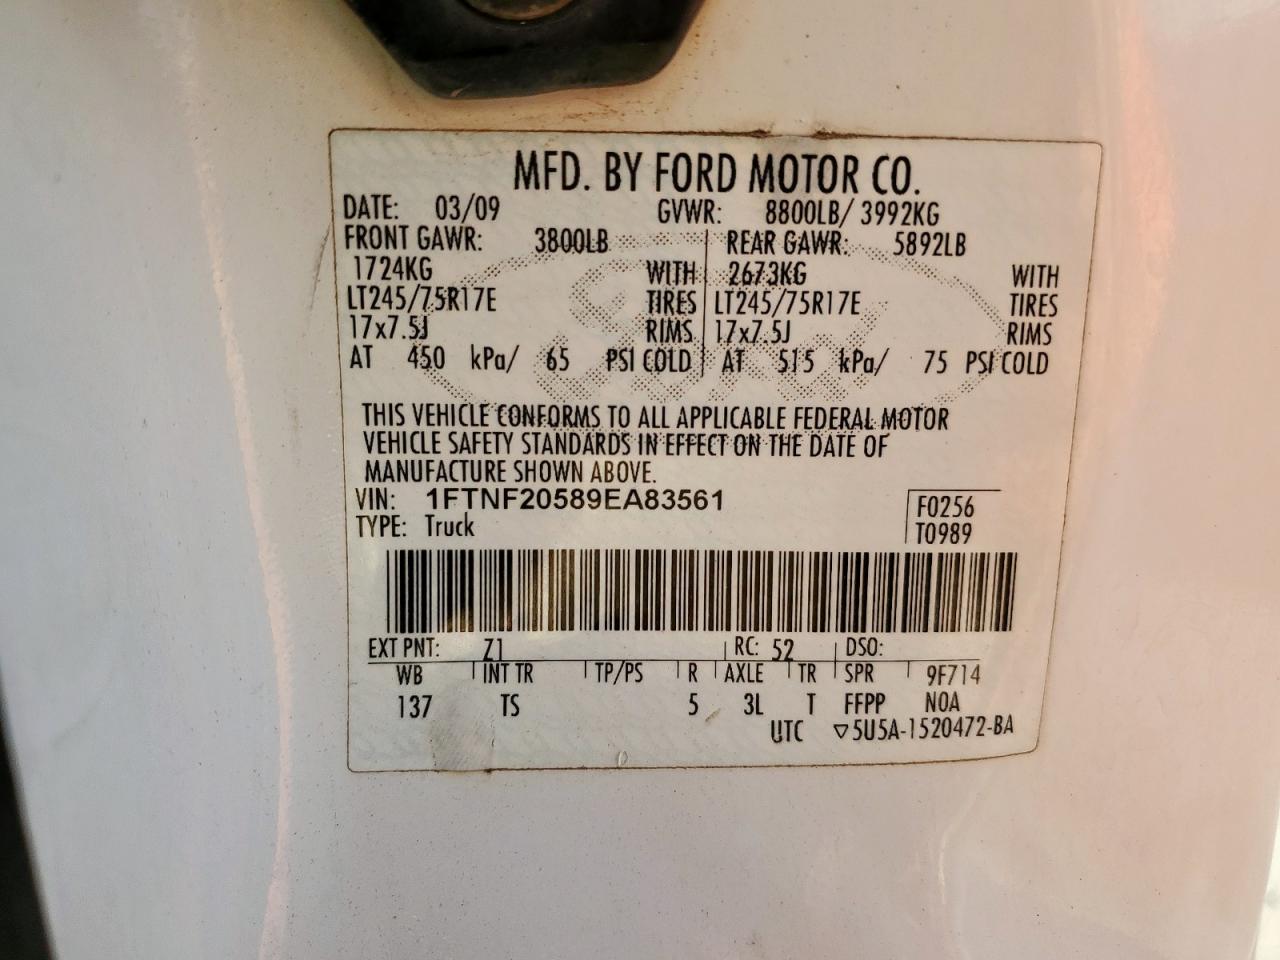 MFD. BY FORD MOTOR CO.
DATE: 03/09 GVWR: 8800LB/ 3992KG
FRONT GAWR: 3800LB REAR GAWR: 5892LB
1724KG WITH 2673KG WITH
LT245/75R17E TIRES LT245/75R17E TIRES
17x7.5J RIMS 17x7.5J RIMS
AT 450 kPa/ 65 PSI COLD AT 515 kPa/ 75 PSI COLD
THIS VEHICLE CONFORMS TO ALL APPLICABLE FEDERAL MOTOR
VEHICLE SAFETY STANDARDS IN EFFECT ON THE DATE OF
MANUFACTURE SHOWN ABOVE.
VIN: 1FTNF20589EA83561 F0256
TYPE: Truck T0989
EXT PNT: Z1 RC: 52 DSO:
WB INT TR TP/PS R AXLE TR SPR 9F714
137 TS 5 3L T FFPP NOA
UTC ▽5U5A-1520472-BA